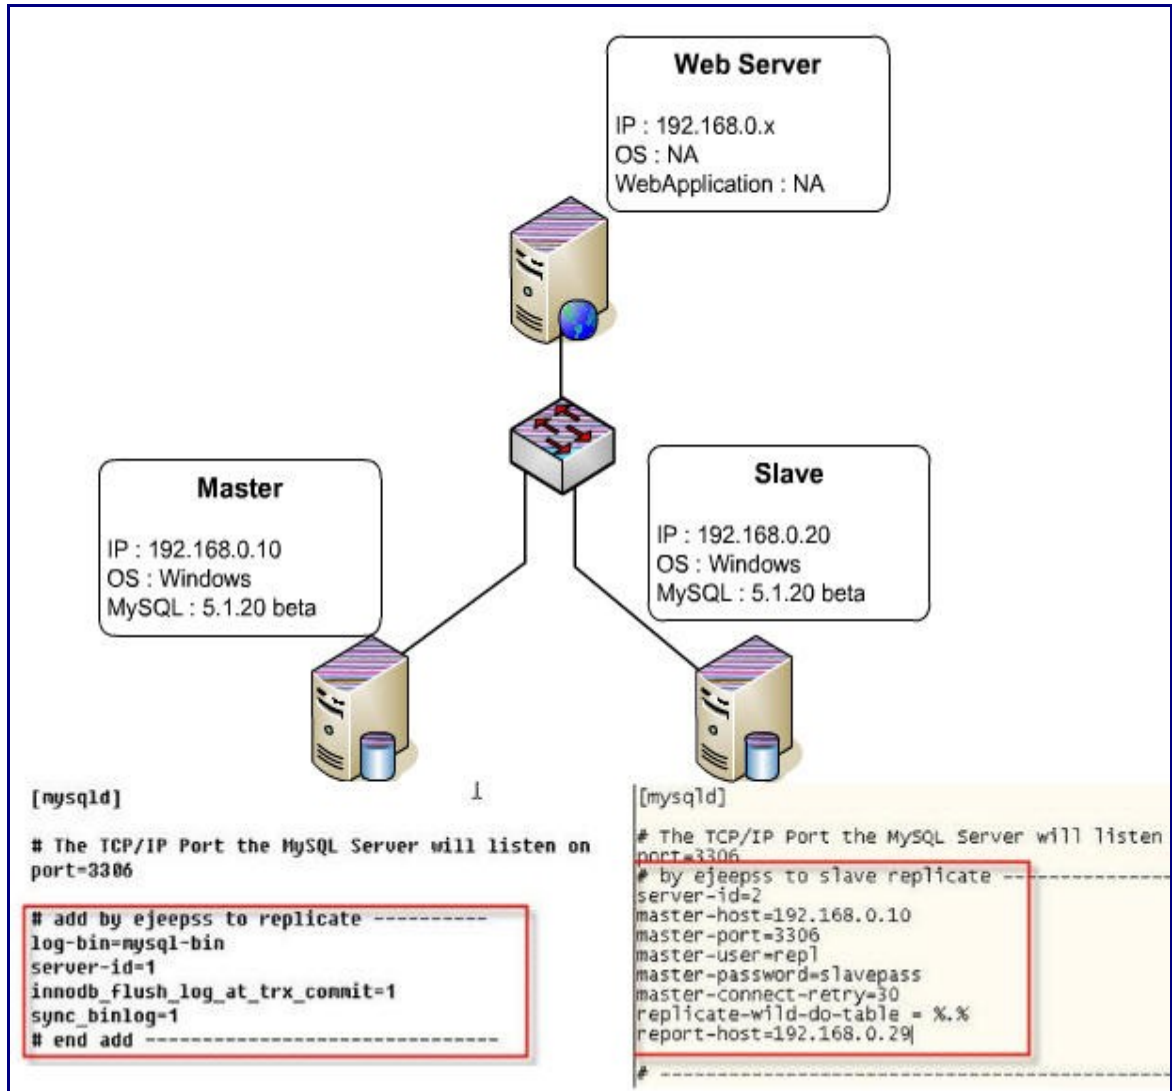 Web Server
IP : 192.168.0.x
OS : NA
WebApplication : NA
Master
IP : 192.168.0.10
OS : Windows
MySQL : 5.1.20 beta
Slave
IP : 192.168.0.20
OS : Windows
MySQL : 5.1.20 beta
[mysqld]
# The TCP/IP Port the MySQL Server will listen on
port=3306
# add by ejeepss to replicate ----------
log-bin=mysql-bin
server-id=1
innodb_flush_log_at_trx_commit=1
sync_binlog=1
# end add --------------------------------
[mysqld]
# The TCP/IP Port the MySQL Server will listen
port=3306
# by ejeepss to slave replicate ---------------
server-id=2
master-host=192.168.0.10
master-port=3306
master-user=repl
master-password=slavepass
master-connect-retry=30
replicate-wild-do-table = %.%
report-host=192.168.0.29
# ---------------------------------------------